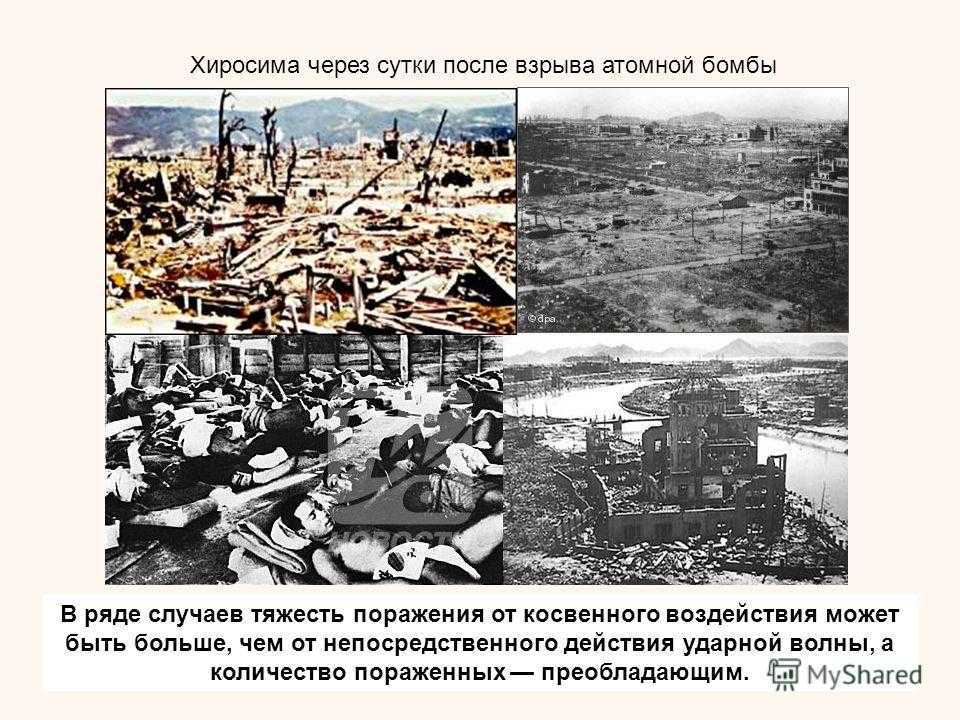 Хиросима через сутки после взрыва атомной бомбы
© dpa
НОВОСТИ
В ряде случаев тяжесть поражения от косвенного воздействия может
быть больше, чем от непосредственного действия ударной волны, а
количество пораженных — преобладающим.
MyShared